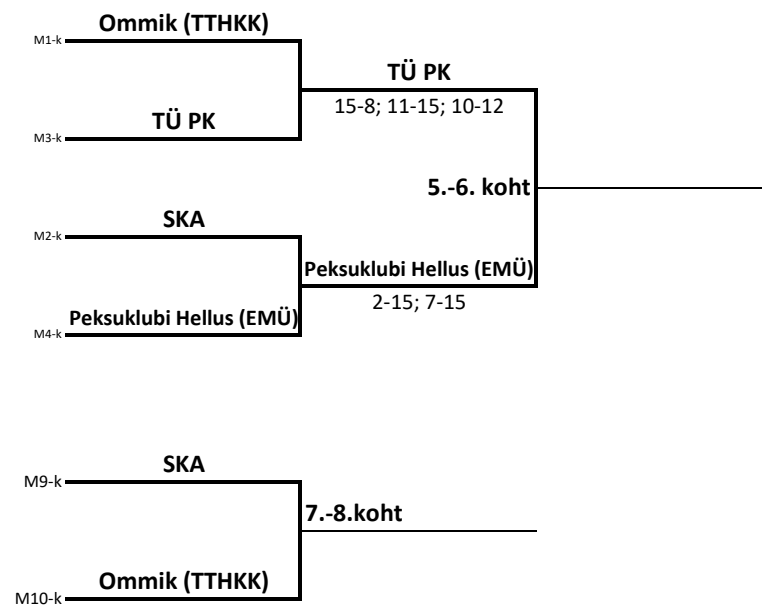 Ommik (TTHKK)
M1-k
TÜ PK
15-8; 11-15; 10-12
TÜ PK
M3-k
5.-6. koht
SKA
M2-k
Peksuklubi Hellus (EMÜ)
2-15; 7-15
Peksuklubi Hellus (EMÜ)
M4-k
SKA
M9-k
7.-8.koht
Ommik (TTHKK)
M10-k